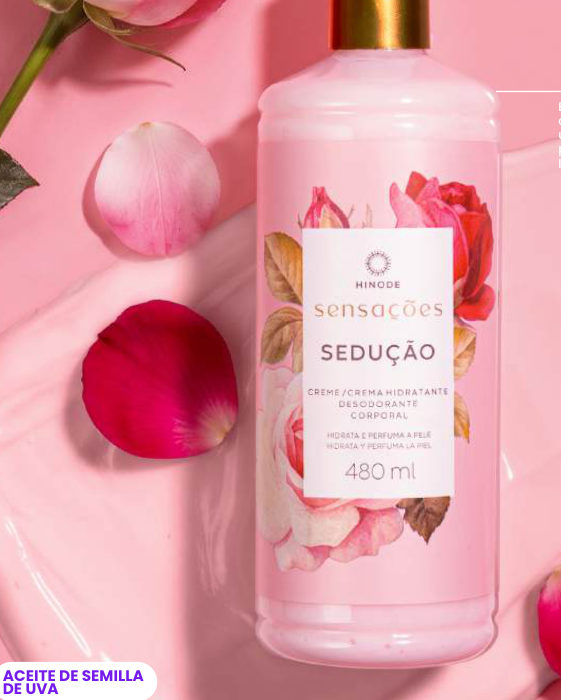 HINODE
sensações
SEDUÇÃO
CREME/CREMA HIDRATANTE
DESODORANTE
CORPORAL
HIDRATA E PERFUMA A PELE
HIDRATA Y PERFUMA LA PIEL
480 ml
ACEITE DE SEMILLA
DE UVA